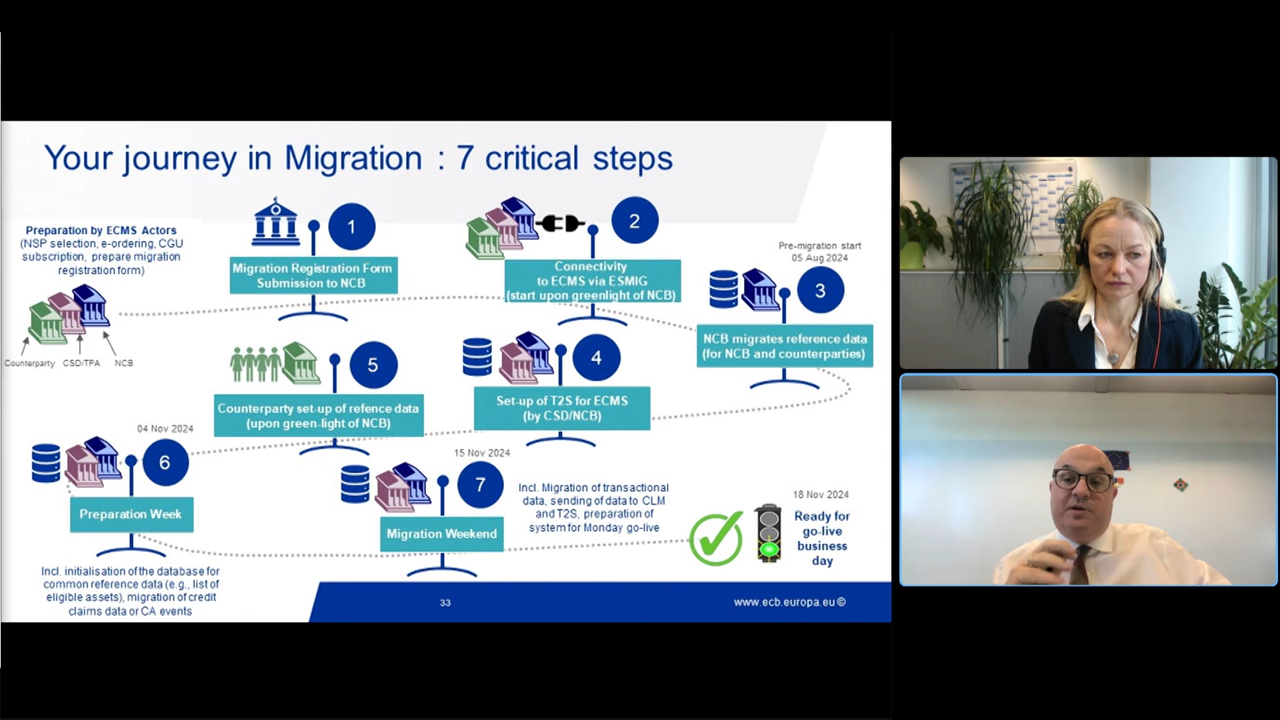 Your journey in Migration : 7 critical steps
Preparation by ECMS Actors
(NSP selection, e-ordering, CGU
subscription, prepare migration
registration form)
Counterparty
CSD/TPA
NCB
1
Migration Registration Form
Submission to NCB
2
Connectivity
to ECMS via ESMIG
(start upon greenlight of NCB)
Pre-migration start
05 Aug 2024
3
NCB migrates reference data
(for NCB and counterparties)
4
Set-up of T2S for ECMS
(by CSD/NCB)
5
Counterparty set-up of refence data
(upon green-light of NCB)
04 Nov 2024
6
Preparation Week
Incl. initialisation of the database for
common reference data (e.g., list of
eligible assets), migration of credit
claims data or CA events
15 Nov 2024
7
Migration Weekend
Incl. Migration of transactional
data, sending of data to CLM
and T2S, preparation of
system for Monday go-live
18 Nov 2024
Ready for
go-live
business
day
33
www.ecb.europa.eu ©